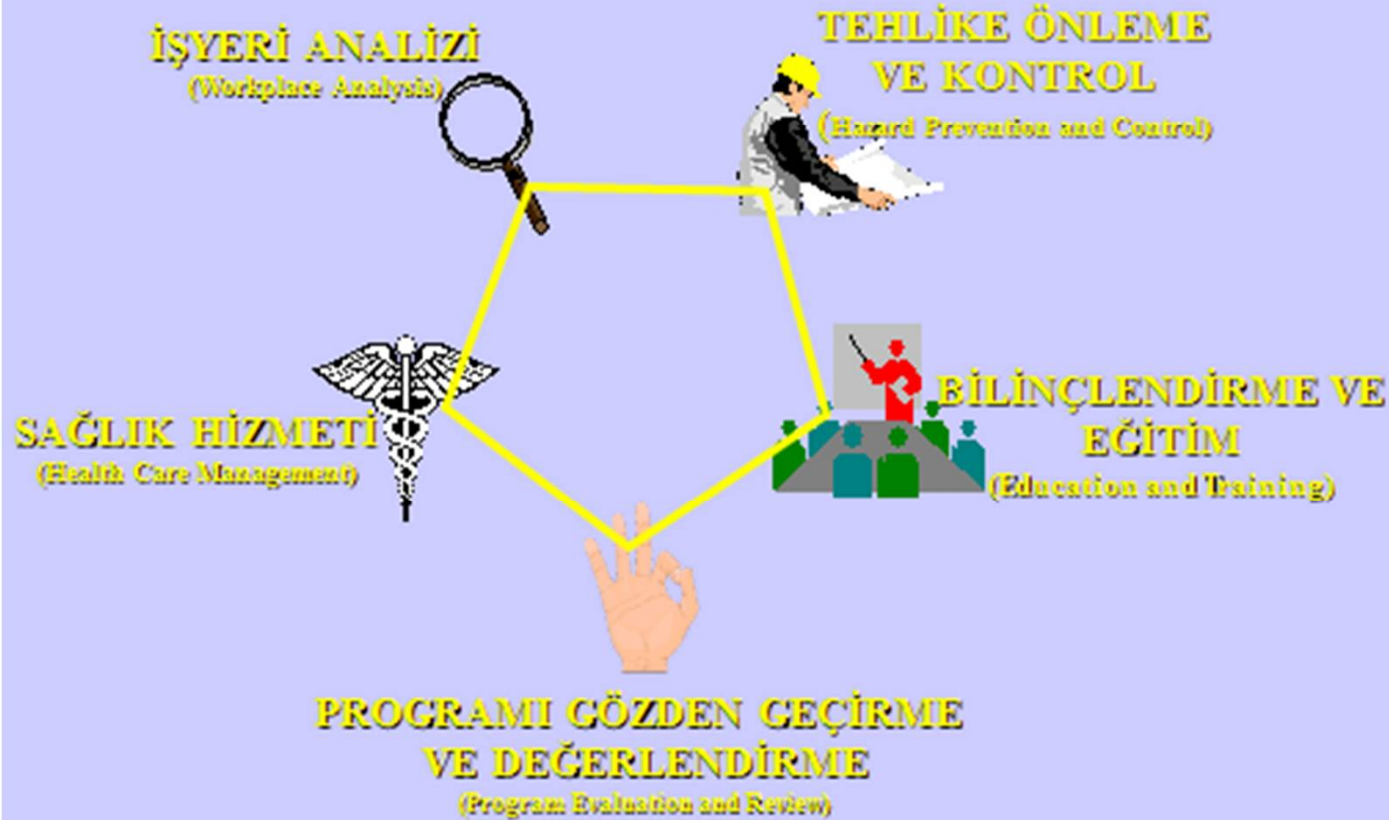 İŞYERİ ANALİZİ
(Workplace Analysis)
TEHLİKE ÖNLEME
VE KONTROL
(Hazard Prevention and Control)
BİLİNÇLENDİRME VE
EĞİTİM
(Education and Training)
SAĞLIK HİZMETİ
(Health Care Management)
PROGRAMI GÖZDEN GEÇİRME
VE DEĞERLENDİRME
(Program Evaluation and Review)